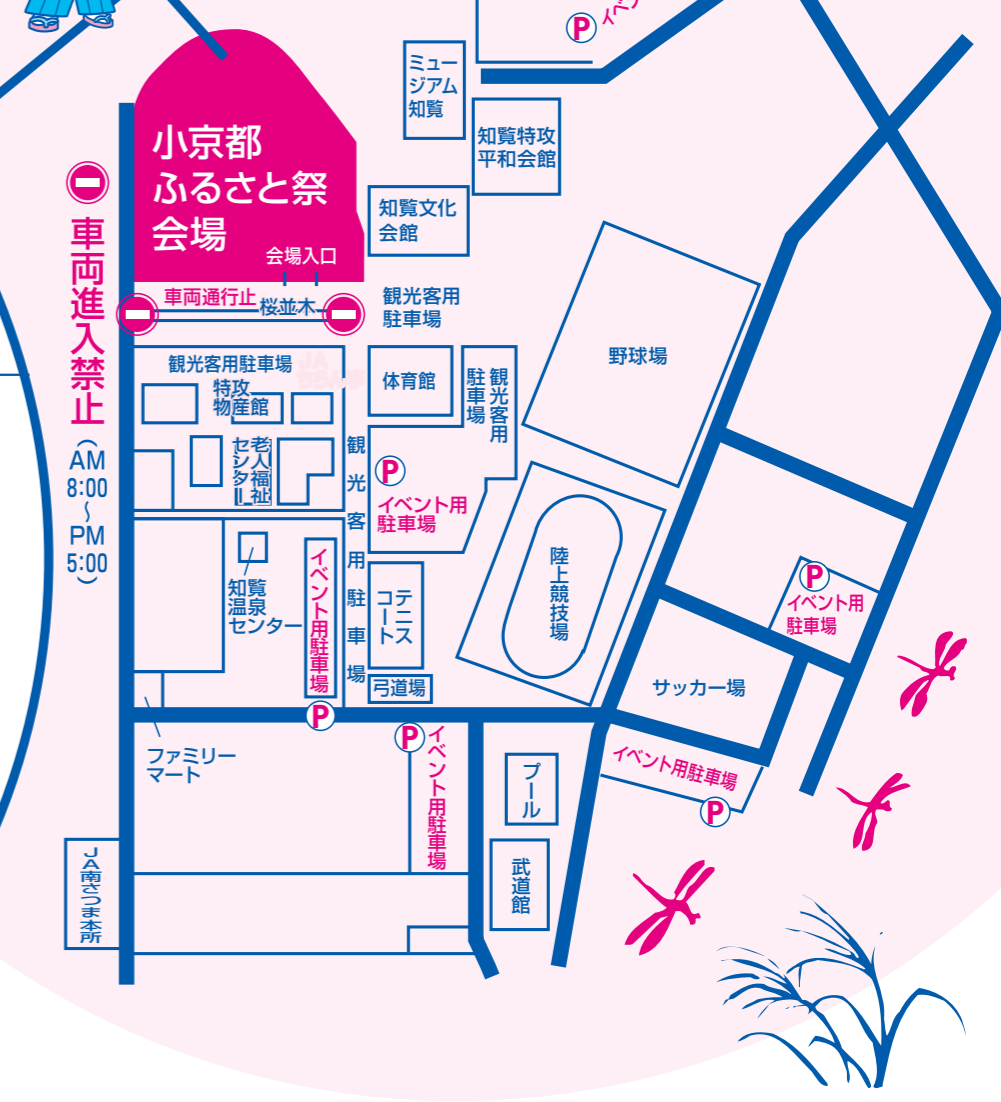 P
イベ
ミュー
ジアム
知覧
知覧特攻
平和会館
小京都
ふるさと祭
会場
会場入口
知覧文化
会館
車両進入禁止
(AM
8:00
〜
PM
5:00)
車両通行止
桜並木
観光客用
駐車場
観光客用駐車場
特攻
物産館
老人福祉
センター
体育館
観光客用
駐車場
野球場
観光客用駐車場
P
イベント用
駐車場
陸上競技場
知覧
温泉
センター
イベント用駐車場
P
テニス
コート
弓道場
P
イベント用
駐車場
サッカー場
ファミリー
マート
P
イベント用駐車場
プール
イベント用駐車場
P
武道館
JA南さつま本所